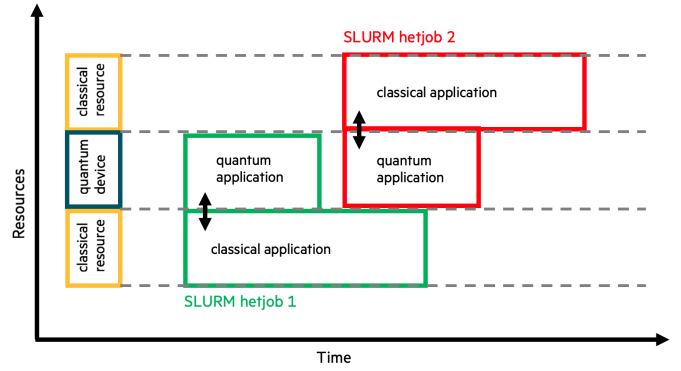 SLURM hetjob 2
classical
resource
classical application
quantum
device
quantum
application
quantum
application
classical
resource
classical application
SLURM hetjob 1
Resources
Time